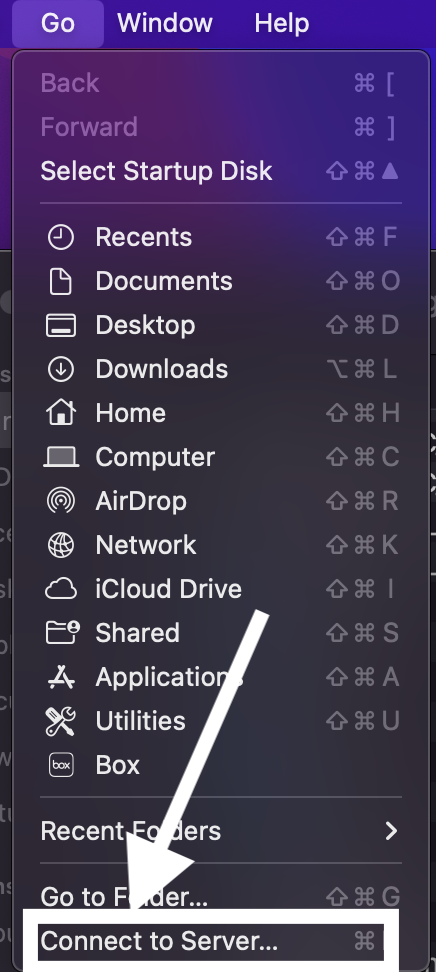 Go Window Help
Back ⌘ [
Forward ⌘ ]
Select Startup Disk ⇧⌘▲
Recents ⇧⌘F
Documents ⇧⌘O
Desktop ⇧⌘D
Downloads ⌥⌘L
Home ⇧⌘H
Computer ⇧⌘C
AirDrop ⇧⌘R
Network ⇧⌘K
iCloud Drive ⇧⌘I
Shared ⇧⌘S
Applications ⇧⌘A
Utilities ⇧⌘U
box Box
Recent Folders >
Go to Folder... ⇧⌘G
Connect to Server... ⌘